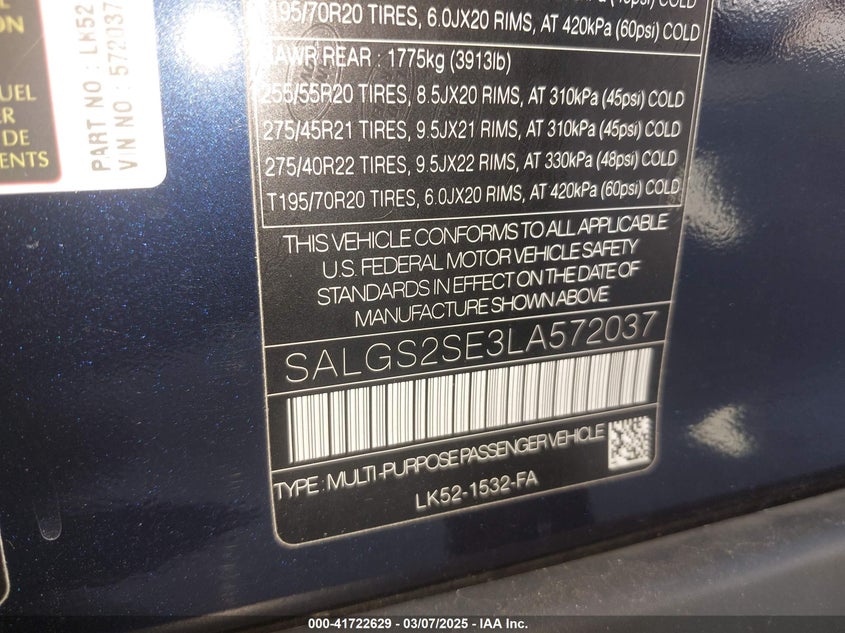 EL
ON
UEL
ER
DE
MENTS
PART NO : LK52
VIN NO : 572037
T195/70R20 TIRES, 6.0JX20 RIMS, AT 420kPa (60psi) COLD
GAWR REAR : 1775kg (3913lb)
255/55R20 TIRES, 8.5JX20 RIMS, AT 310kPa (45psi) COLD
275/45R21 TIRES, 9.5JX21 RIMS, AT 310kPa (45psi) COLD
275/40R22 TIRES, 9.5JX22 RIMS, AT 330kPa (48psi) COLD
T195/70R20 TIRES, 6.0JX20 RIMS, AT 420kPa (60psi) COLD
THIS VEHICLE CONFORMS TO ALL APPLICABLE
U.S. FEDERAL MOTOR VEHICLE SAFETY
STANDARDS IN EFFECT ON THE DATE OF
MANUFACTURE SHOWN ABOVE
SALGS2SE3LA572037
TYPE : MULTI-PURPOSE PASSENGER VEHICLE
LK52-1532-FA
000-41722629 - 03/07/2025 - IAA Inc.